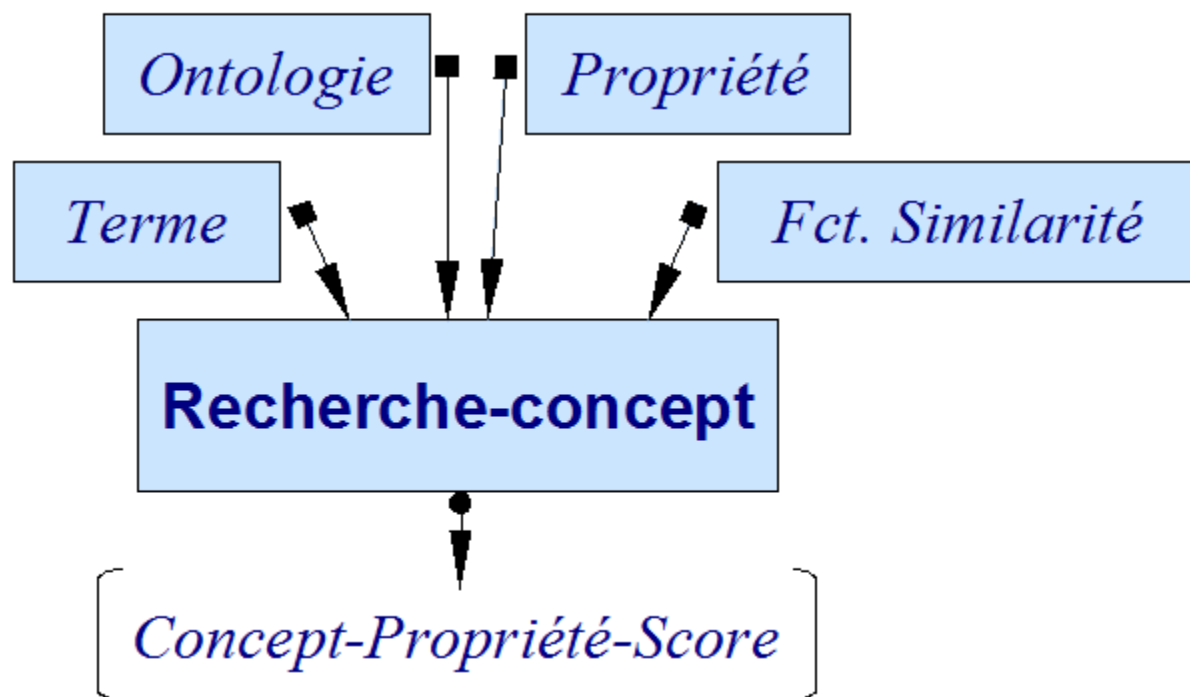 Ontologie
Propriété
Terme
Fct. Similarité
Recherche-concept
Concept-Propriété-Score